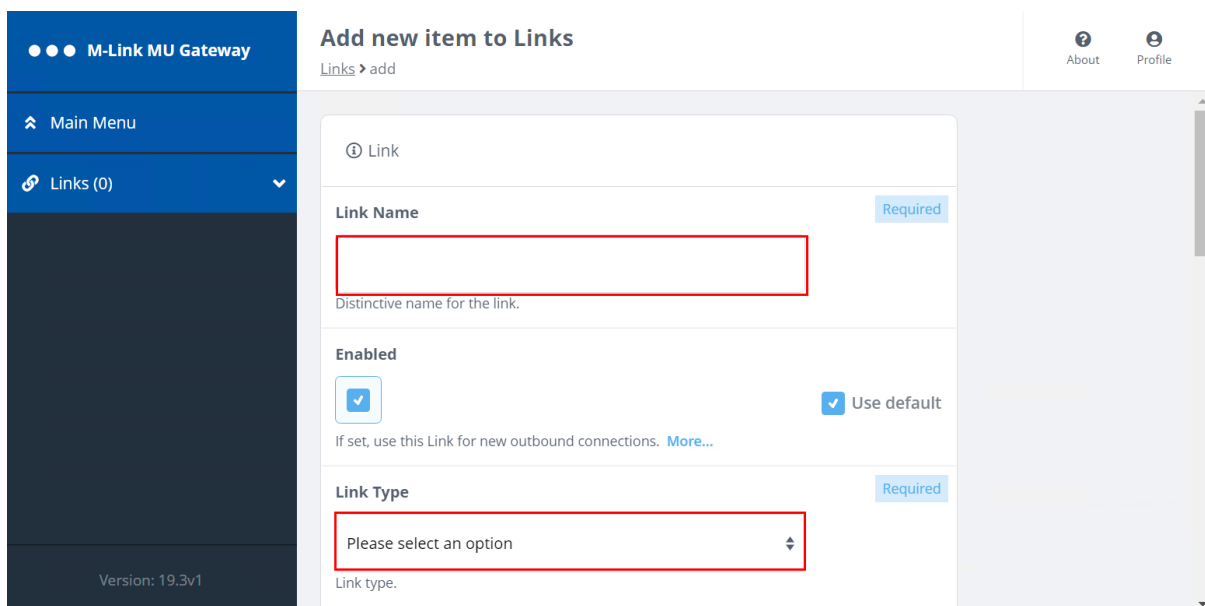 M-Link MU Gateway
Main Menu
Links (0)
Version: 19.3v1
Add new item to Links
Links > add
About
Profile
Link
Link Name
Required
Distinctive name for the link.
Enabled
Use default
If set, use this Link for new outbound connections. More...
Link Type
Required
Please select an option
Link type.